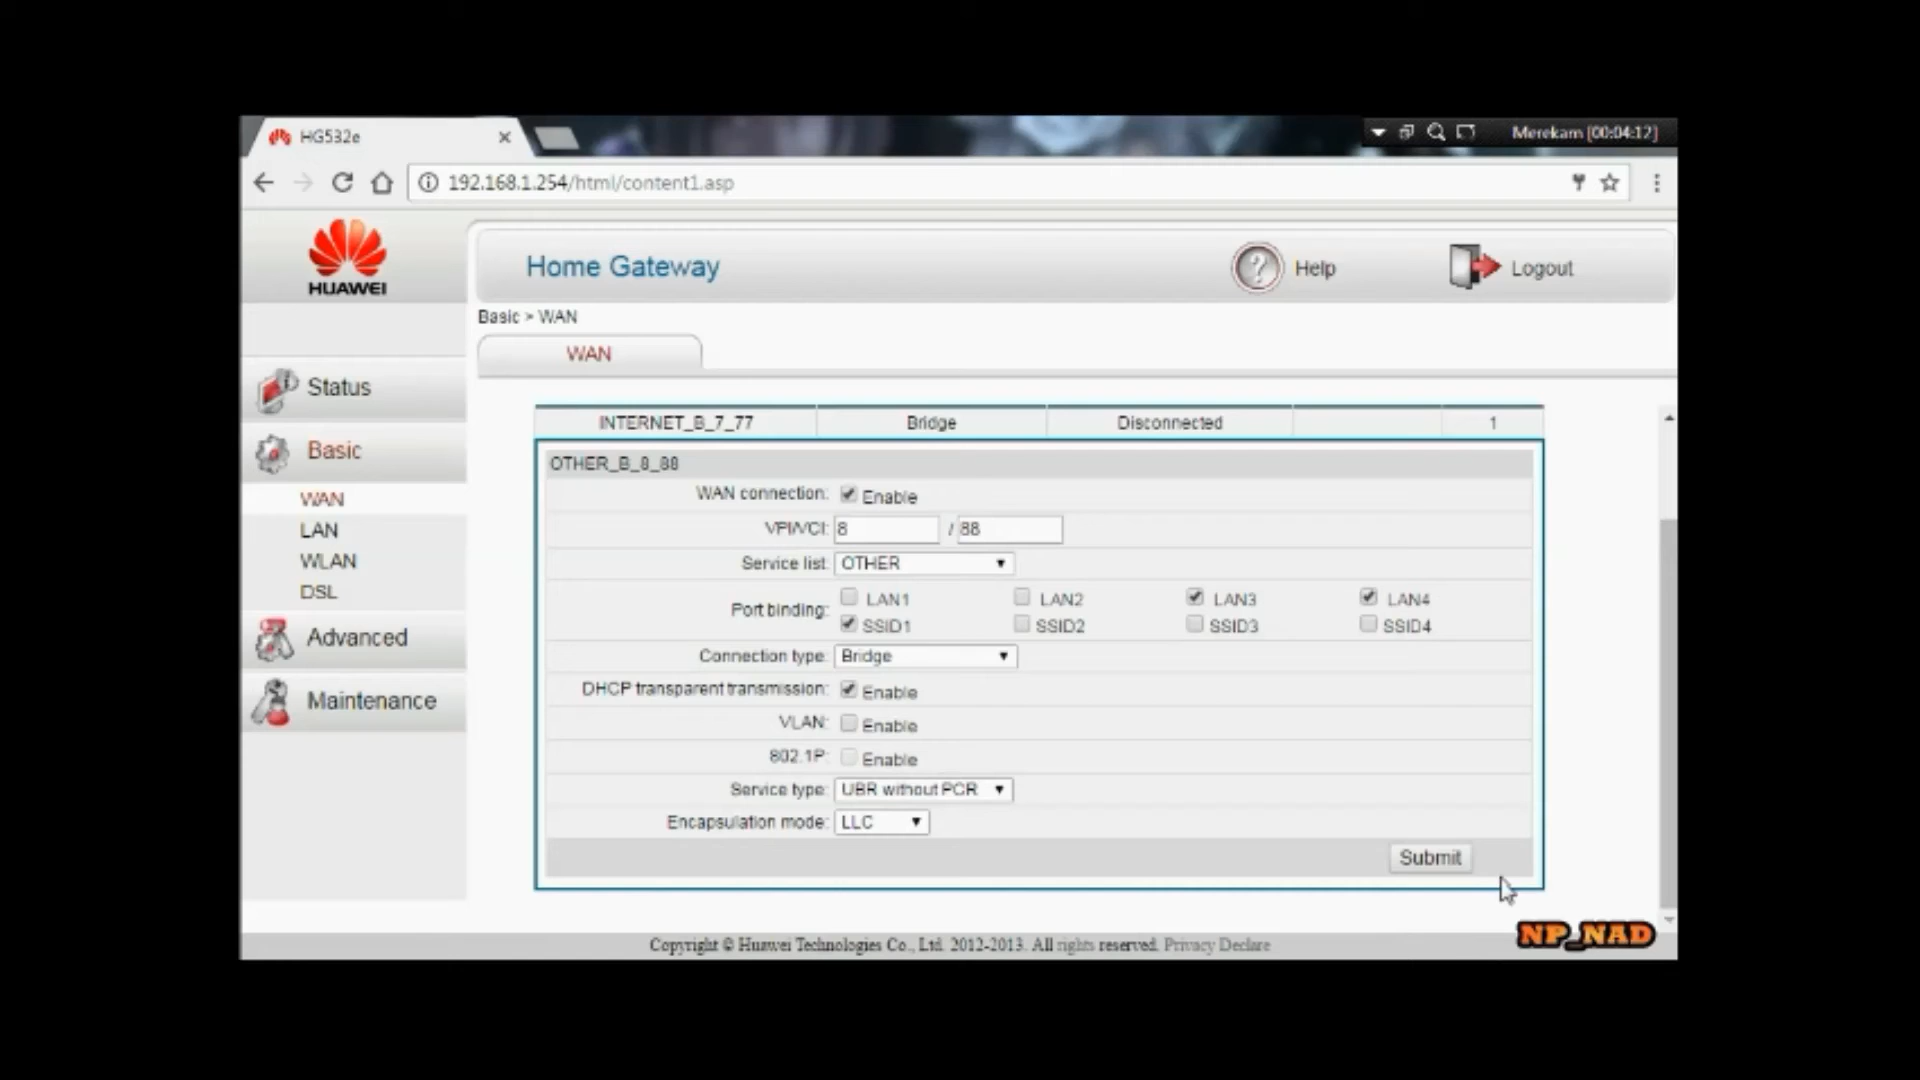 HG532e
Merekam [00:04:12]
192.168.1.254/html/content1.asp
HUAWEI
Home Gateway
Help
Logout
Basic > WAN
WAN
Status
Basic
WAN
LAN
WLAN
DSL
Advanced
Maintenance
INTERNET_B_7_77 Bridge Disconnected 1
OTHER_B_8_88
WAN connection: Enable
VPI/VCI: 8 / 88
Service list: OTHER
Port binding: LAN1 LAN2 LAN3 LAN4
SSID1 SSID2 SSID3 SSID4
Connection type: Bridge
DHCP transparent transmission: Enable
VLAN: Enable
802.1P: Enable
Service type: UBR without PCR
Encapsulation mode: LLC
Submit
NP_NAD
Copyright © Huawei Technologies Co., Ltd. 2012-2013. All rights reserved. Privacy Declare